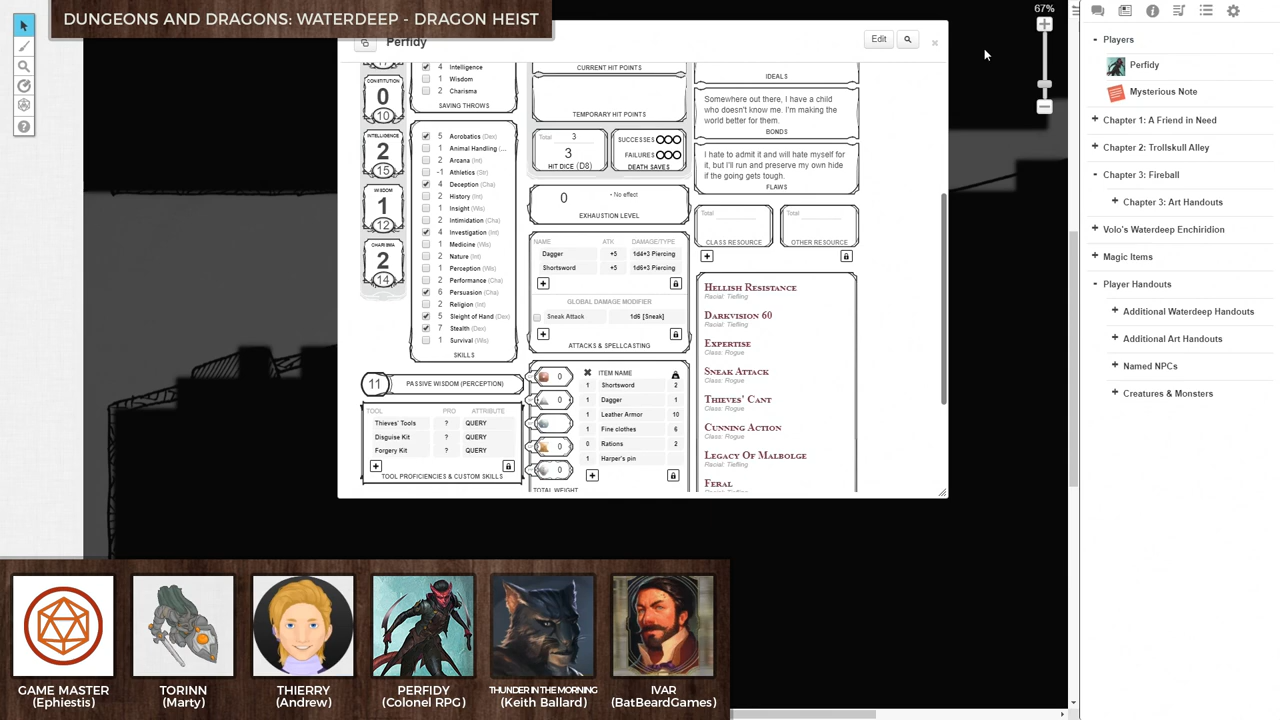 DUNGEONS AND DRAGONS: WATERDEEP - DRAGON HEIST
67%
Perfidy
Edit
CONSTITUTION
0
10
INTELLIGENCE
2
15
WISDOM
1
12
CHARISMA
2
14
4 Intelligence
1 Wisdom
2 Charisma
SAVING THROWS
5 Acrobatics (Dex)
1 Animal Handling (...
2 Arcana (Int)
-1 Athletics (Str)
4 Deception (Cha)
2 History (Int)
1 Insight (Wis)
2 Intimidation (Cha)
4 Investigation (Int)
1 Medicine (Wis)
2 Nature (Int)
1 Perception (Wis)
2 Performance (Cha)
6 Persuasion (Cha)
2 Religion (Int)
5 Sleight of Hand (Dex)
7 Stealth (Dex)
1 Survival (Wis)
SKILLS
11 PASSIVE WISDOM (PERCEPTION)
TOOL PRO ATTRIBUTE
Thieves' Tools ? QUERY
Disguise Kit ? QUERY
Forgery Kit ? QUERY
TOOL PROFICIENCIES & CUSTOM SKILLS
CURRENT HIT POINTS
TEMPORARY HIT POINTS
Total 3
3
HIT DICE (D8)
SUCCESSES
FAILURES
DEATH SAVES
0 - No effect
EXHAUSTION LEVEL
NAME ATK DAMAGE/TYPE
Dagger +5 1d4+3 Piercing
Shortsword +5 1d6+3 Piercing
GLOBAL DAMAGE MODIFIER
Sneak Attack 1d6 [Sneak]
ATTACKS & SPELLCASTING
0
0
0
0
ITEM NAME
1 Shortsword 2
1 Dagger 1
1 Leather Armor 10
1 Fine clothes 6
0 Rations 2
1 Harper's pin
TOTAL WEIGHT
IDEALS
Somewhere out there, I have a child
who doesn't know me. I'm making the
world better for them.
BONDS
I hate to admit it and will hate myself for
it, but I'll run and preserve my own hide
if the going gets tough.
FLAWS
Total
CLASS RESOURCE
Total
OTHER RESOURCE
HELLISH RESISTANCE
Racial: Tiefling
DARKVISION 60
Racial: Tiefling
EXPERTISE
Class: Rogue
SNEAK ATTACK
Class: Rogue
THIEVES' CANT
Class: Rogue
CUNNING ACTION
Class: Rogue
LEGACY OF MALBOLGE
Racial: Tiefling
FERAL
Players
Perfidy
Mysterious Note
Chapter 1: A Friend in Need
Chapter 2: Trollskull Alley
Chapter 3: Fireball
Chapter 3: Art Handouts
Volo's Waterdeep Enchiridion
Magic Items
Player Handouts
Additional Waterdeep Handouts
Additional Art Handouts
Named NPCs
Creatures & Monsters
GAME MASTER
(Ephiestis)
TORINN
(Marty)
THIERRY
(Andrew)
PERFIDY
(Colonel RPG)
THUNDER IN THE MORNING
(Keith Ballard)
IVAR
(BatBeardGames)